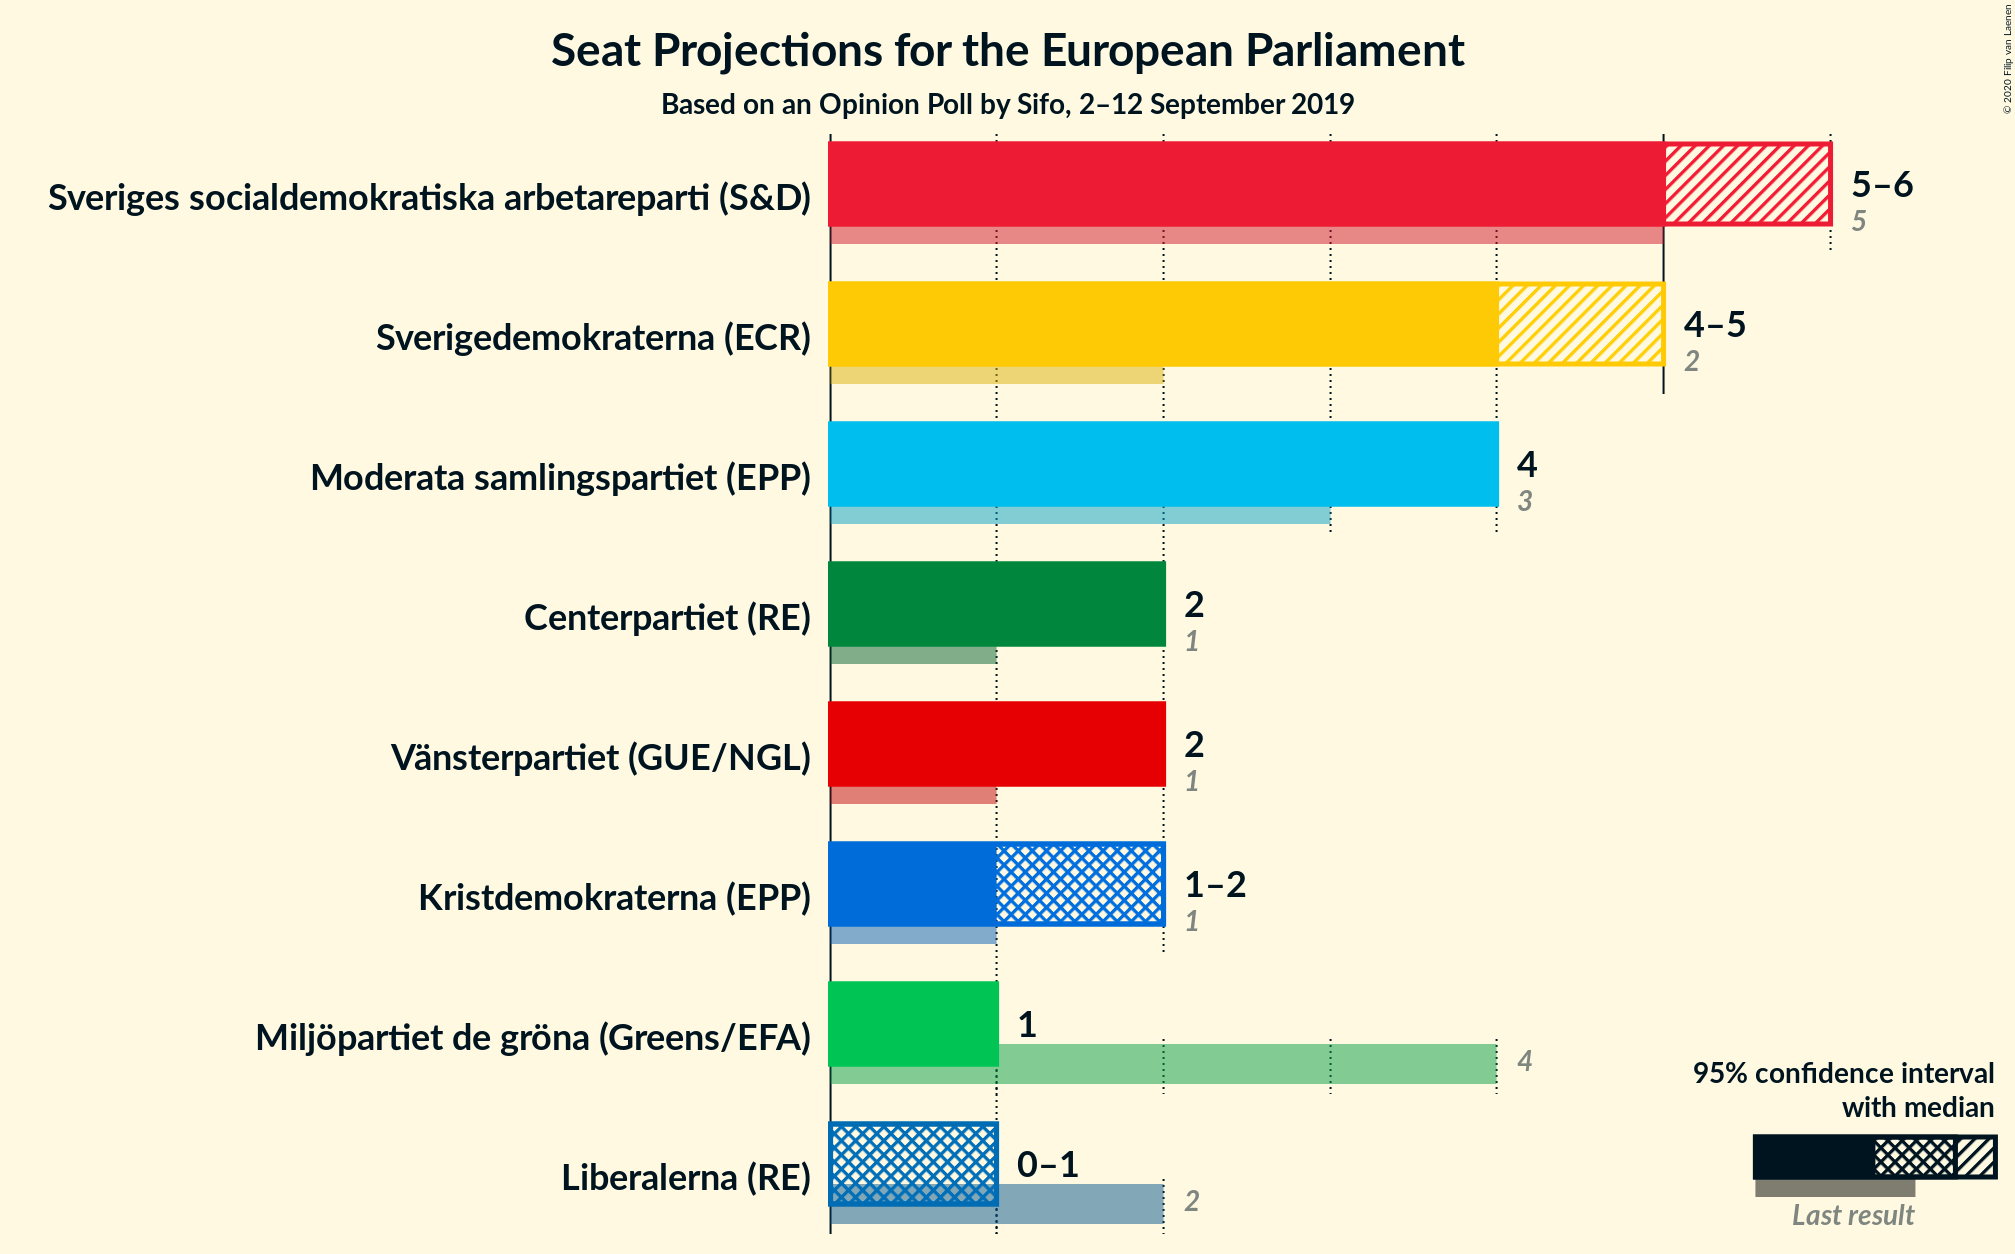 Seat Projections for the European Parliament
Based on an Opinion Poll by Sifo, 2–12 September 2019
© 2020 Filip van Laenen
Sveriges socialdemokratiska arbetareparti (S&D)
5–6
5
Sverigedemokraterna (ECR)
4–5
2
Moderata samlingspartiet (EPP)
4
3
Centerpartiet (RE)
2
1
Vänsterpartiet (GUE/NGL)
2
1
Kristdemokraterna (EPP)
1–2
1
Miljöpartiet de gröna (Greens/EFA)
1
4
Liberalerna (RE)
0–1
2
95% confidence interval
with median
Last result